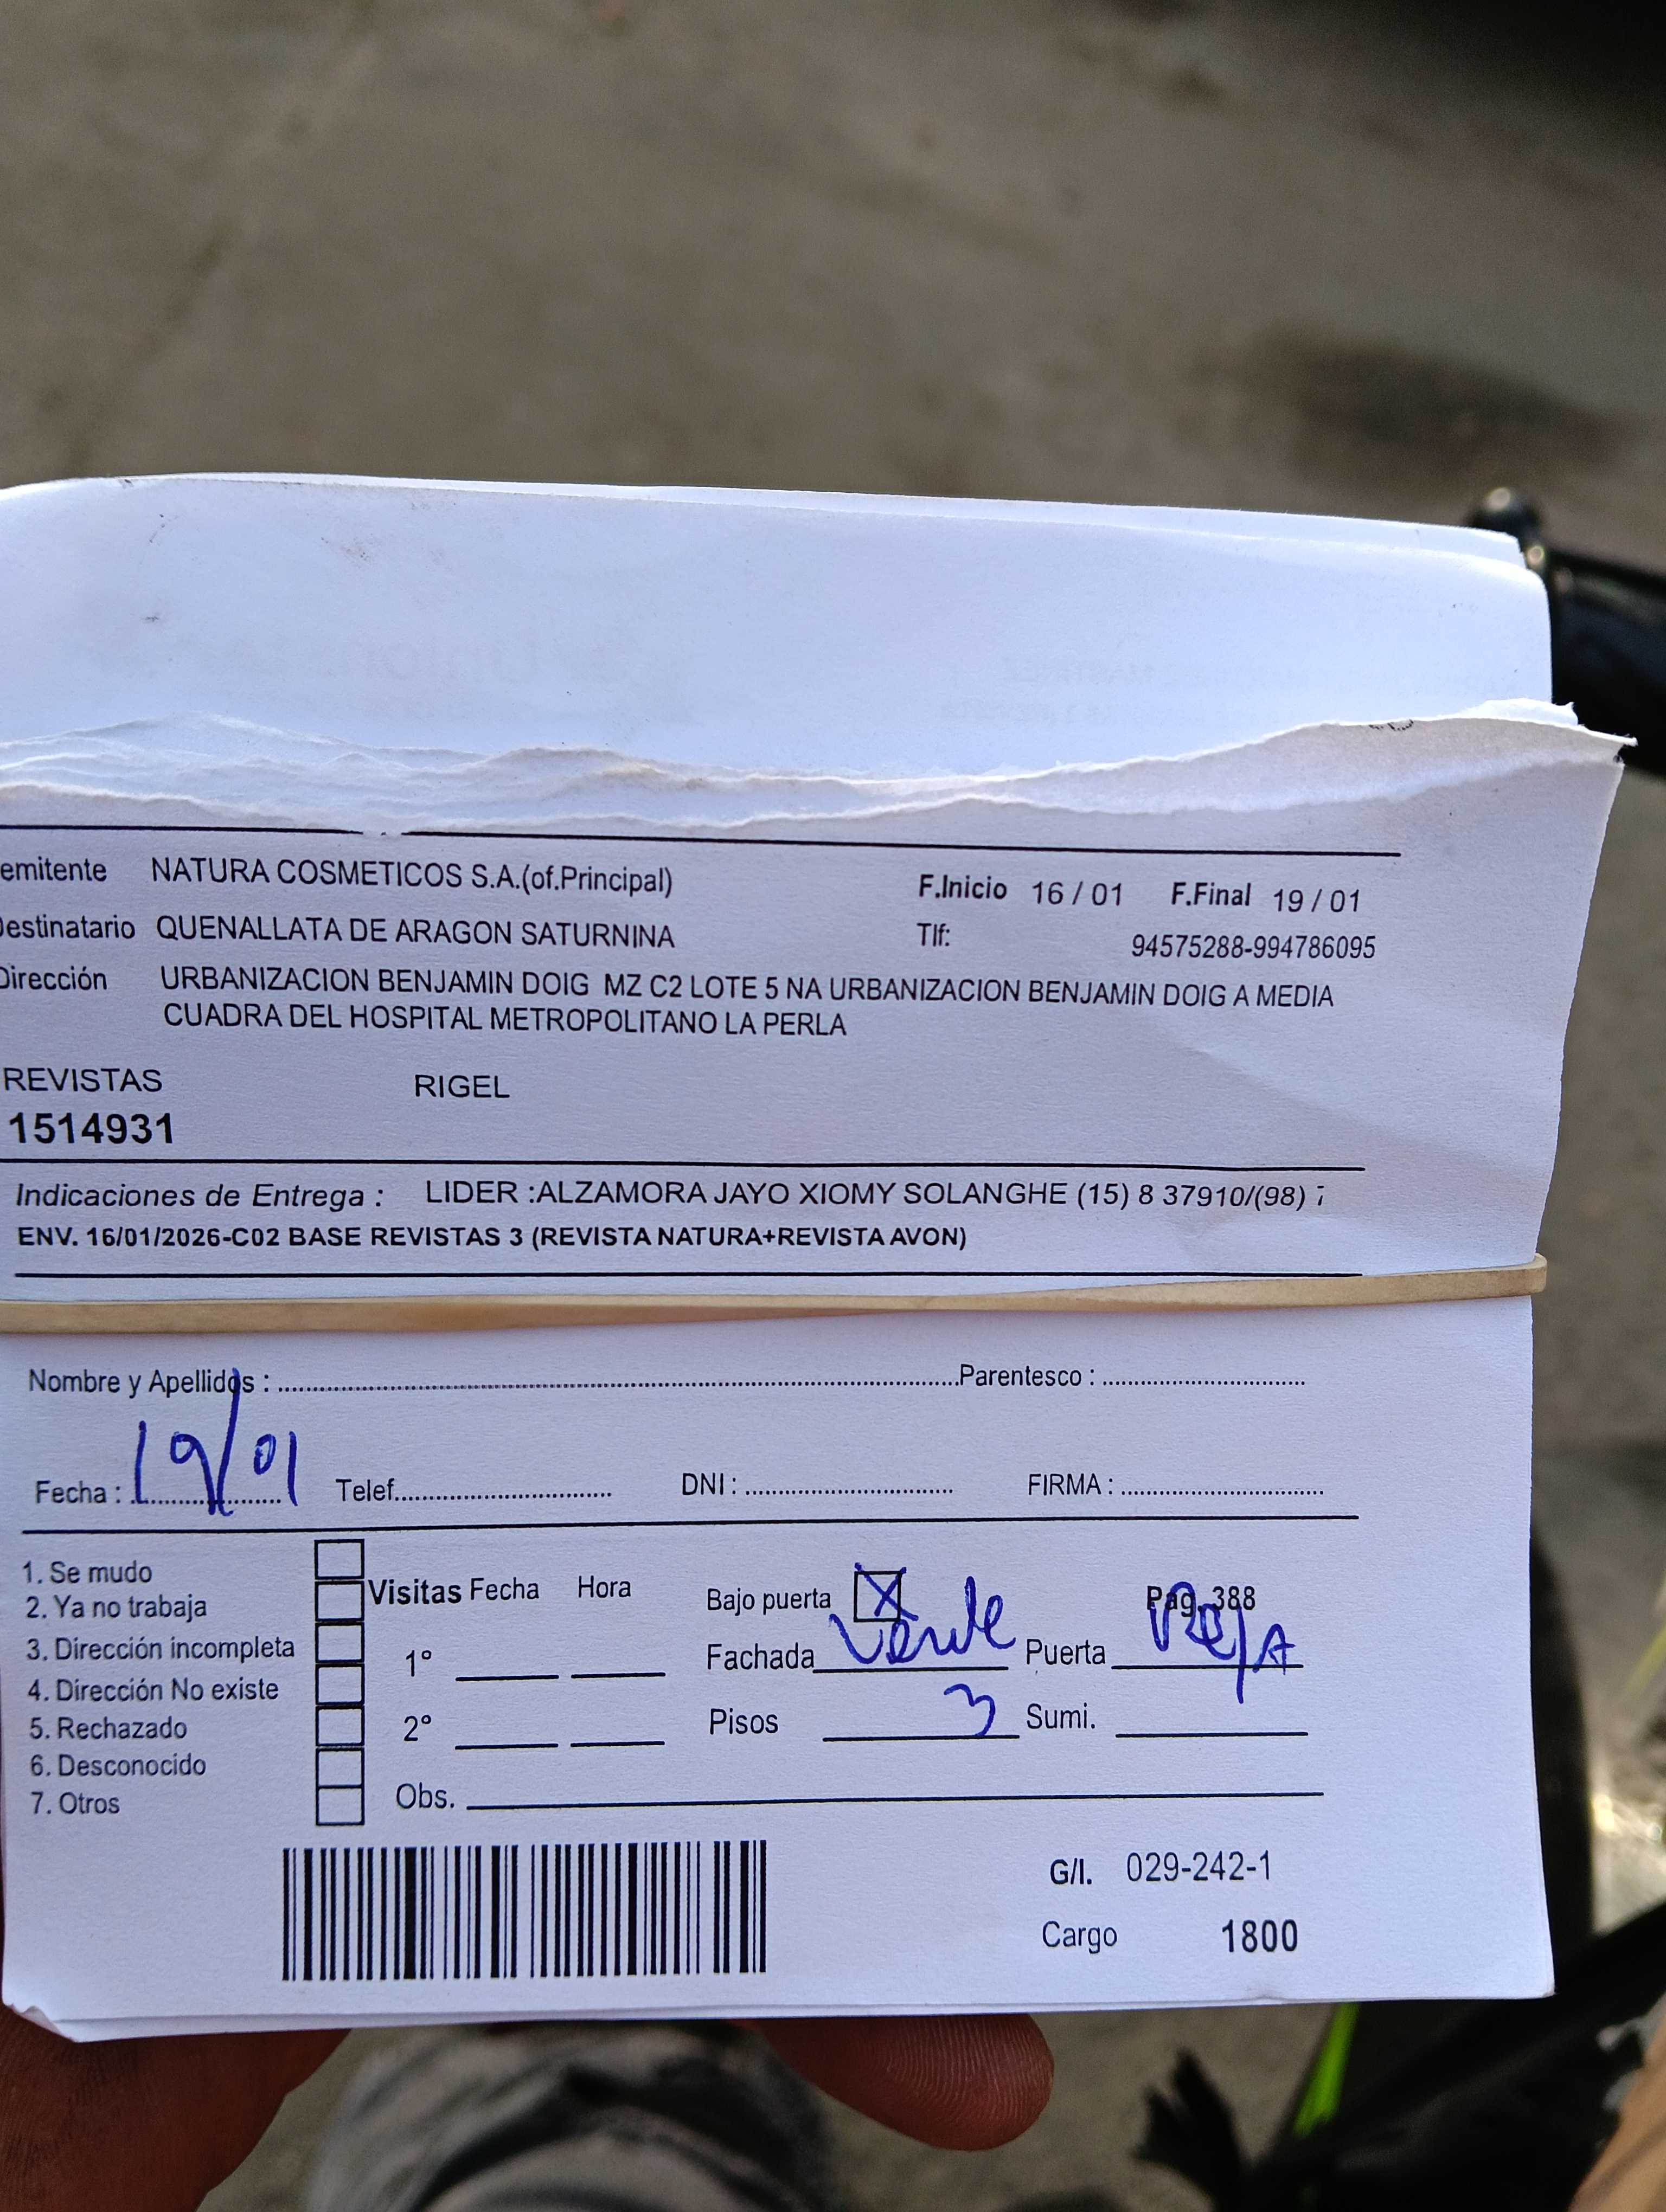 emitente NATURA COSMETICOS S.A.(of.Principal) F.Inicio 16 / 01 F.Final 19 / 01
Destinatario QUENALLATA DE ARAGON SATURNINA Tlf: 94575288-994786095
Dirección URBANIZACION BENJAMIN DOIG MZ C2 LOTE 5 NA URBANIZACION BENJAMIN DOIG A MEDIA
CUADRA DEL HOSPITAL METROPOLITANO LA PERLA
REVISTAS RIGEL
1514931
Indicaciones de Entrega : LIDER :ALZAMORA JAYO XIOMY SOLANGHE (15) 8 37910/(98)
ENV. 16/01/2026-C02 BASE REVISTAS 3 (REVISTA NATURA+REVISTA AVON)
Nombre y Apellidos : Parentesco :
Fecha : 19/01 Telef. DNI : FIRMA :
1. Se mudo
2. Ya no trabaja
3. Dirección incompleta
4. Dirección No existe
5. Rechazado
6. Desconocido
7. Otros
Visitas Fecha Hora
1º
2º
Obs.
Bajo puerta X Pag. 388
Fachada Verde Puerta Reja
Pisos 3 Sumi.
G/I. 029-242-1
Cargo 1800